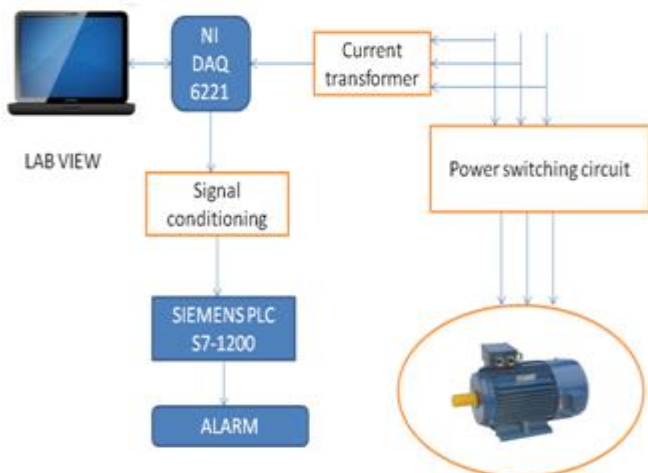 NI
DAQ
6221
Current
transformer
LAB VIEW
Power switching circuit
Signal
conditioning
SIEMENS PLC
S7-1200
ALARM